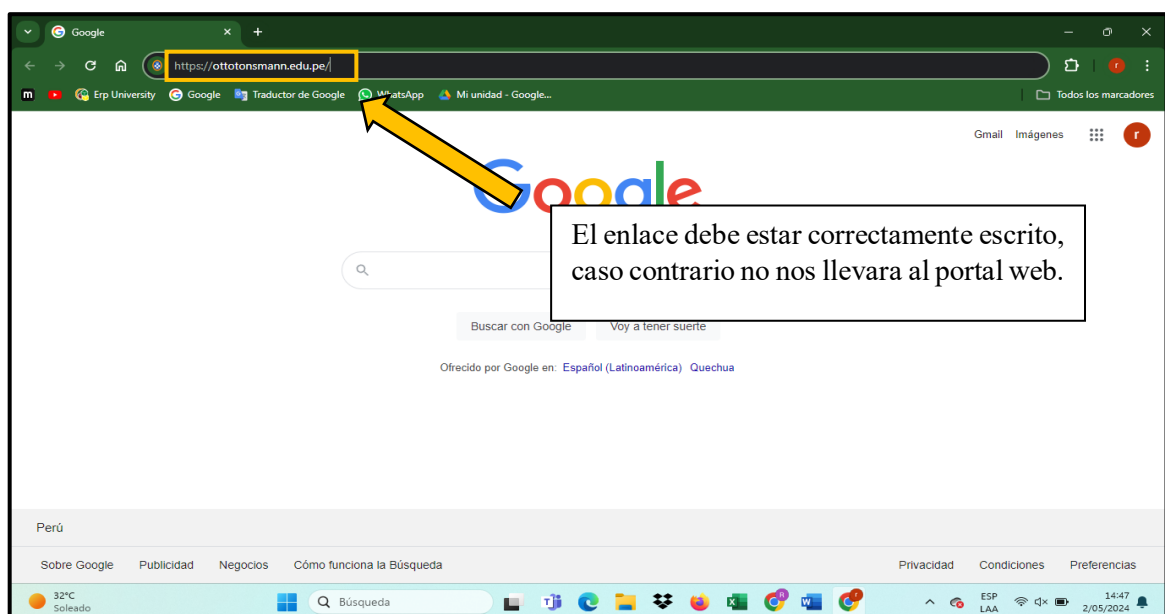 Google
https://ottotonsmann.edu.pe/
r
m
Erp University
Google
Traductor de Google
WhatsApp
Mi unidad - Google...
Todos los marcadores
Gmail
Imágenes
r
Google
El enlace debe estar correctamente escrito,
caso contrario no nos llevara al portal web.
Buscar con Google
Voy a tener suerte
Ofrecido por Google en: Español (Latinoamérica) Quechua
Perú
Sobre Google
Publicidad
Negocios
Cómo funciona la Búsqueda
Privacidad
Condiciones
Preferencias
32°C
Soleado
Búsqueda
ESP
LAA
14:47
2/05/2024